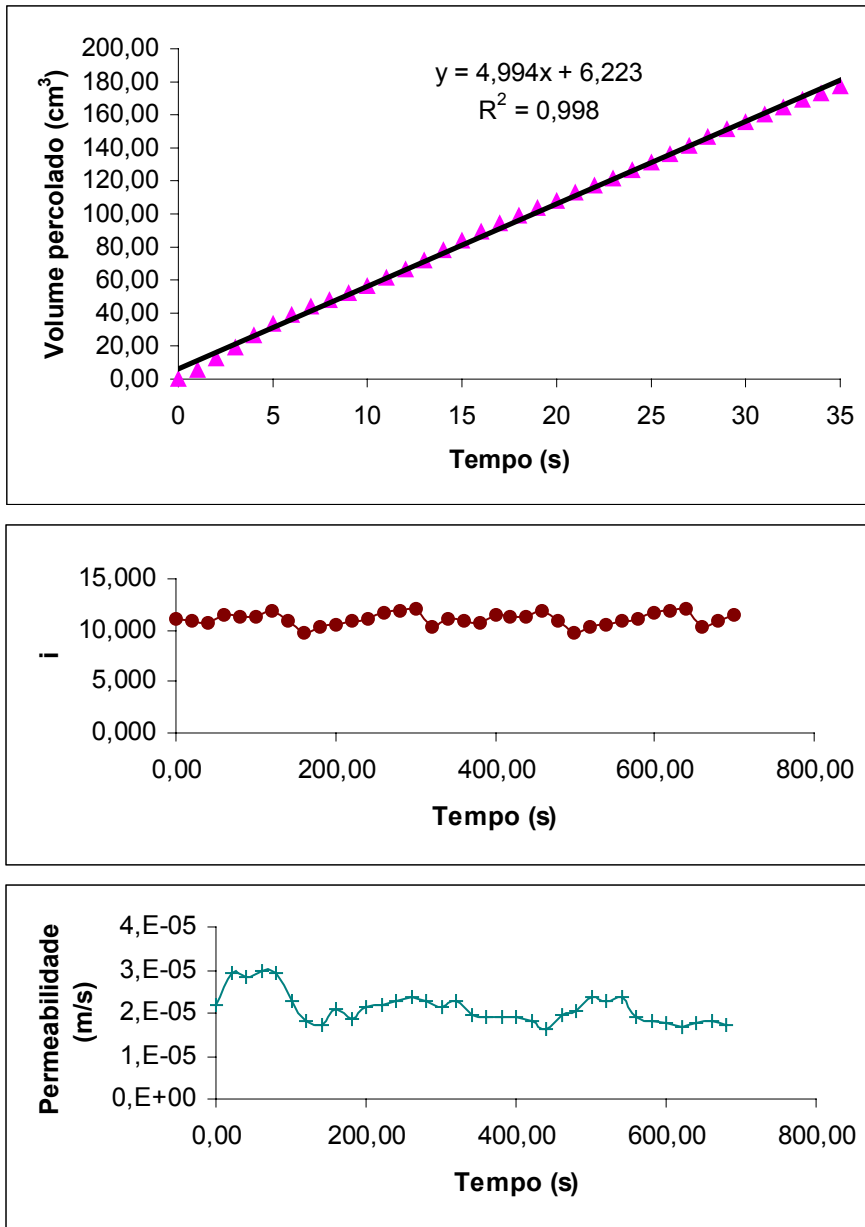 200,00
180,00
160,00
140,00
120,00
100,00
80,00
60,00
40,00
20,00
0,00
Volume percolado (cm³)
y = 4,994x + 6,223
R² = 0,998
0 5 10 15 20 25 30 35
Tempo (s)
15,000
10,000
5,000
0,000
i
0,00 200,00 400,00 600,00 800,00
Tempo (s)
4,E-05
3,E-05
2,E-05
1,E-05
0,E+00
Permeabilidade
(m/s)
0,00 200,00 400,00 600,00 800,00
Tempo (s)